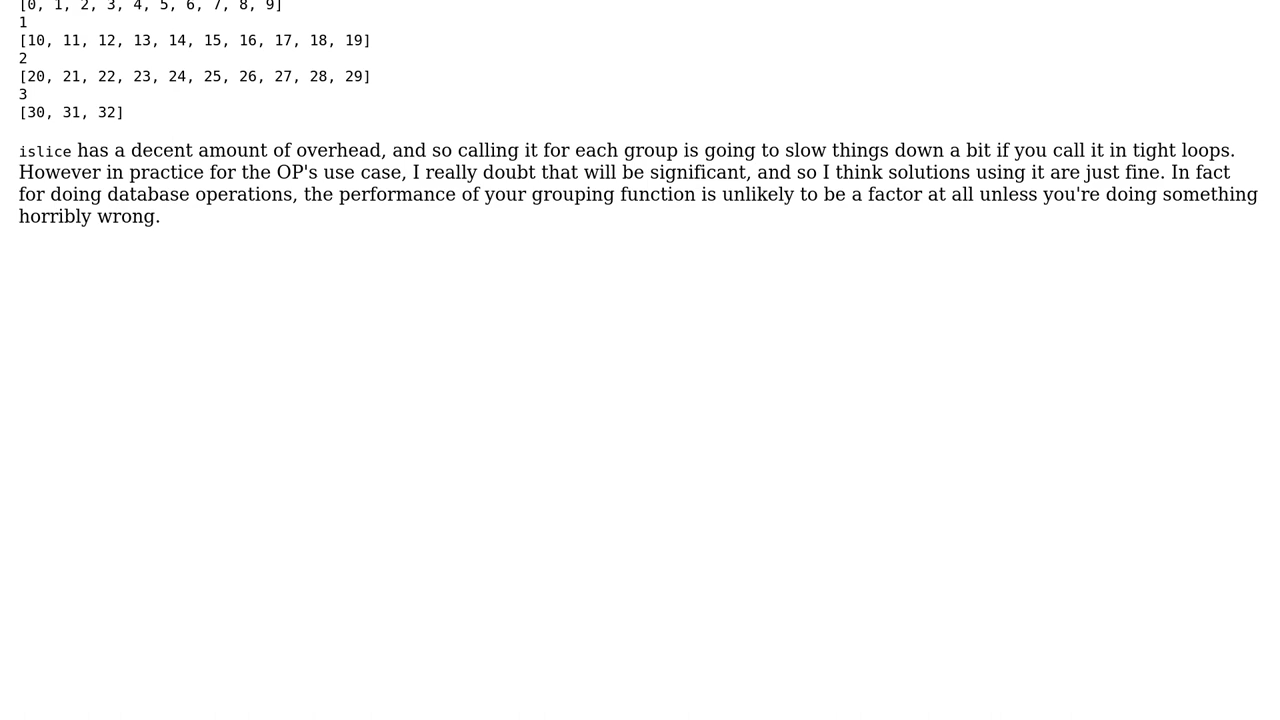 [0, 1, 2, 3, 4, 5, 6, 7, 8, 9]
1
[10, 11, 12, 13, 14, 15, 16, 17, 18, 19]
2
[20, 21, 22, 23, 24, 25, 26, 27, 28, 29]
3
[30, 31, 32]
islice has a decent amount of overhead, and so calling it for each group is going to slow things down a bit if you call it in tight loops.
However in practice for the OP's use case, I really doubt that will be significant, and so I think solutions using it are just fine. In fact
for doing database operations, the performance of your grouping function is unlikely to be a factor at all unless you're doing something
horribly wrong.